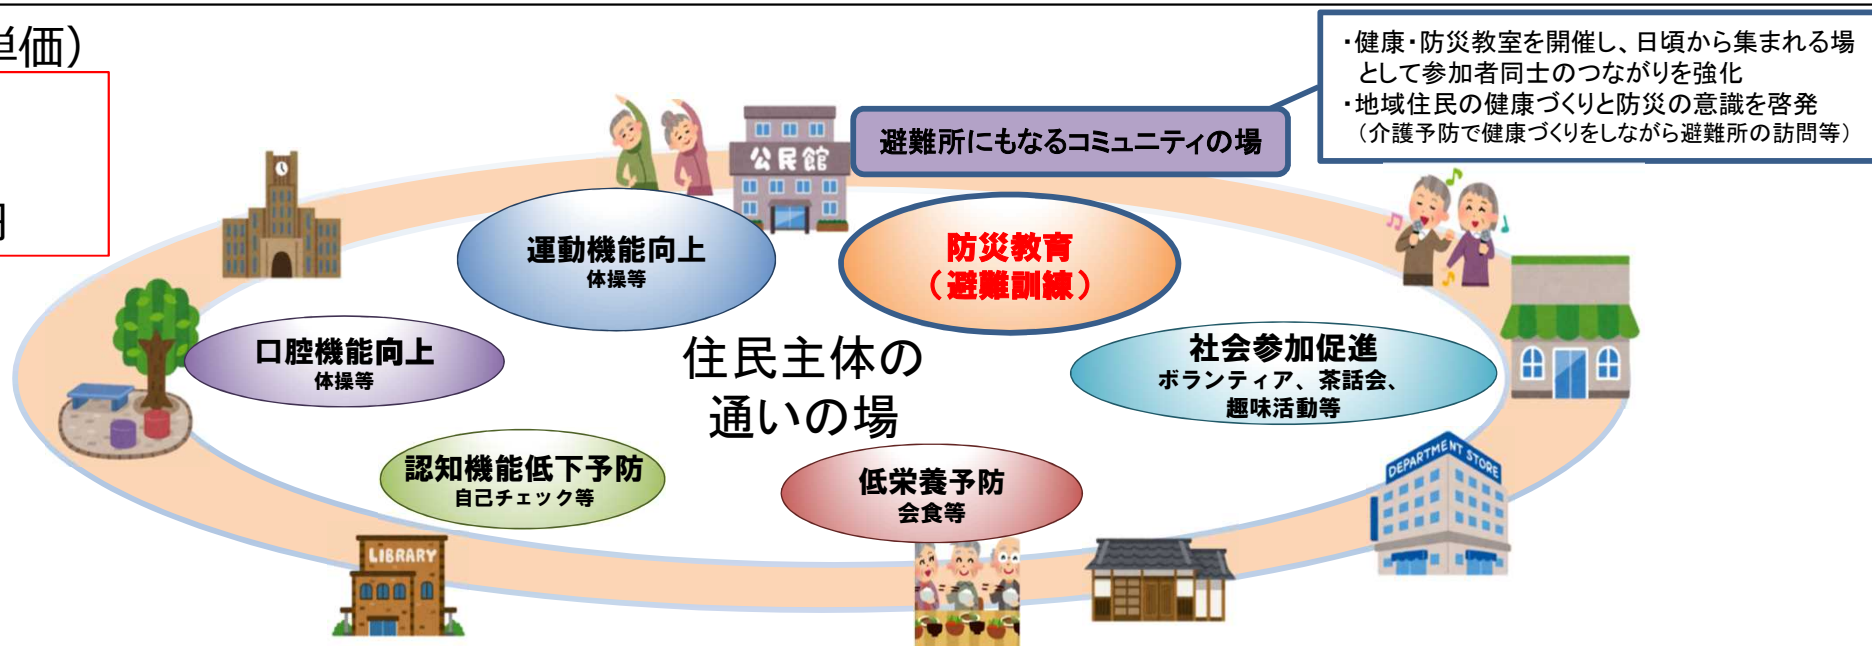 単価）
円
・健康・防災教室を開催し、日頃から集まれる場
として参加者同士のつながりを強化
・地域住民の健康づくりと防災の意識を啓発
（介護予防で健康づくりをしながら避難所の訪問等）
避難所にもなるコミュニティの場
公民館
運動機能向上
体操等
防災教育
（避難訓練）
口腔機能向上
体操等
住民主体の
通いの場
社会参加促進
ボランティア、茶話会、
趣味活動等
認知機能低下予防
自己チェック等
低栄養予防
会食等
DEPARTMENT STORE
LIBRARY